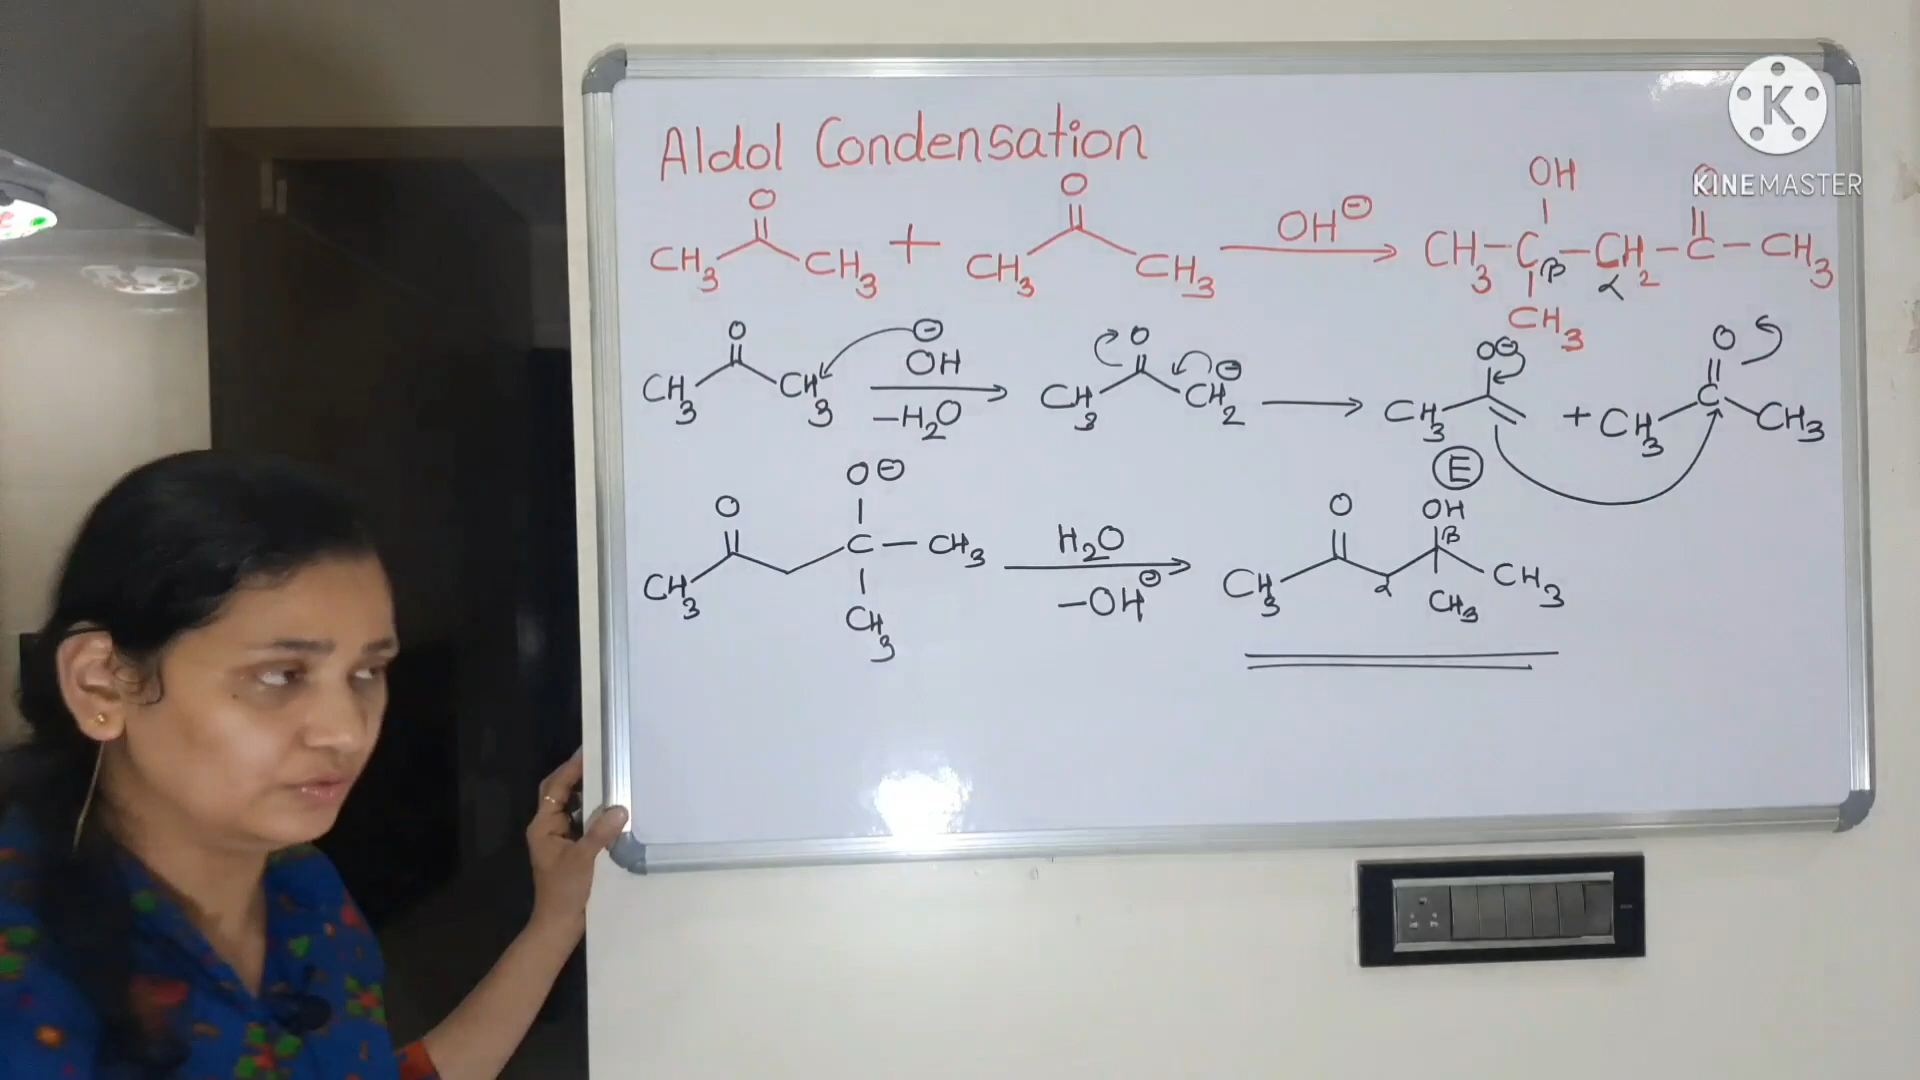 Aldol Condensation
O O OH O
CH3 CH3 + CH3 CH3 OH⊖ CH3-C-CH2-C-CH3
β α
CH3
O ⊖ O O⊖ O
CH3 CH3 OH -H2O CH3 CH2⊖ CH3 + CH3 C CH3
E
O O⊖ O OH
CH3 C-CH3 H2O -OH⊖ CH3 α β CH3
CH3 CH3
K
KINEMASTER